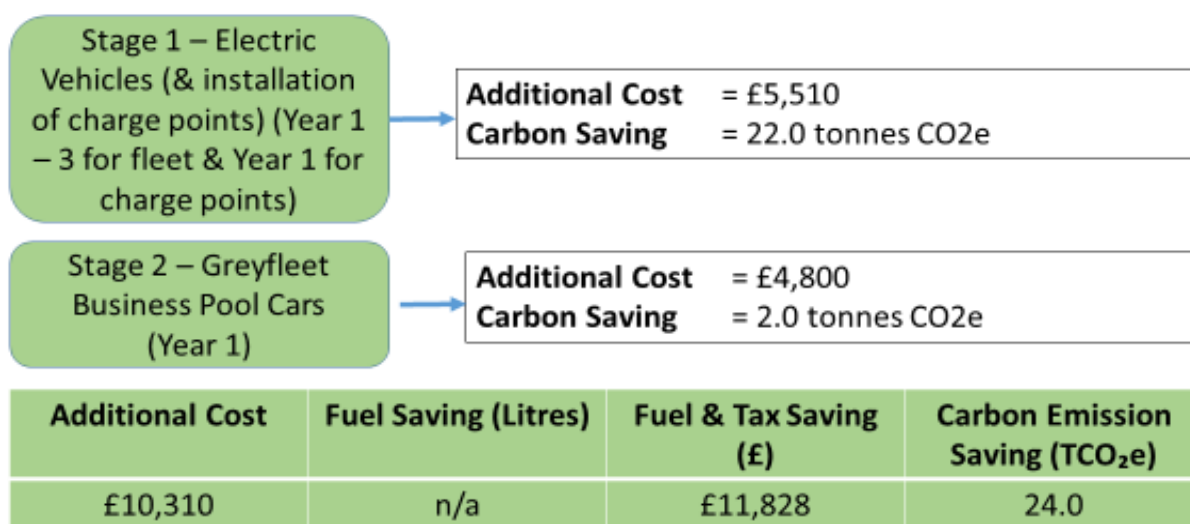 Stage 1 – Electric
Vehicles (& installation
of charge points) (Year 1
– 3 for fleet & Year 1 for
charge points)
Additional Cost = £5,510
Carbon Saving = 22.0 tonnes CO2e
Stage 2 – Greyfleet
Business Pool Cars
(Year 1)
Additional Cost = £4,800
Carbon Saving = 2.0 tonnes CO2e
Additional Cost Fuel Saving (Litres) Fuel & Tax Saving Carbon Emission
(£) Saving (TCO₂e)
£10,310 n/a £11,828 24.0